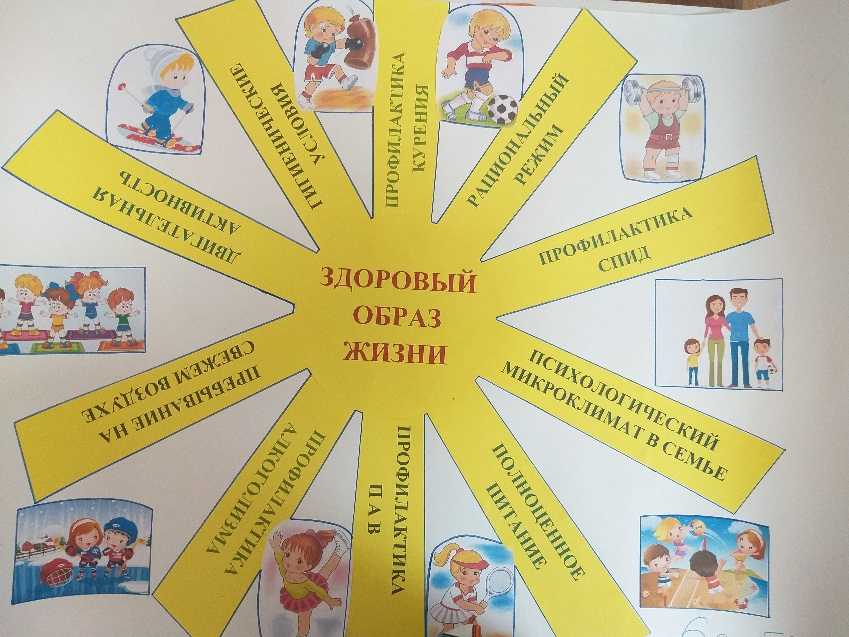 ЗДОРОВЫЙ
ОБРАЗ
ЖИЗНИ
ПРОФИЛАКТИКА
КУРЕНИЯ
РАЦИОНАЛЬНЫЙ
РЕЖИМ
ПРОФИЛАКТИКА
СПИД
ПСИХОЛОГИЧЕСКИЙ
МИКРОКЛИМАТ В СЕМЬЕ
ПОЛНОЦЕННОЕ
ПИТАНИЕ
ПРОФИЛАКТИКА
П А В
ПРОФИЛАКТИКА
АЛКОГОЛИЗМА
ПРЕБЫВАНИЕ НА
СВЕЖЕМ ВОЗДУХЕ
ДВИГАТЕЛЬНАЯ
АКТИВНОСТЬ
ГИГИЕНИЧЕСКИЕ
УСЛОВИЯ